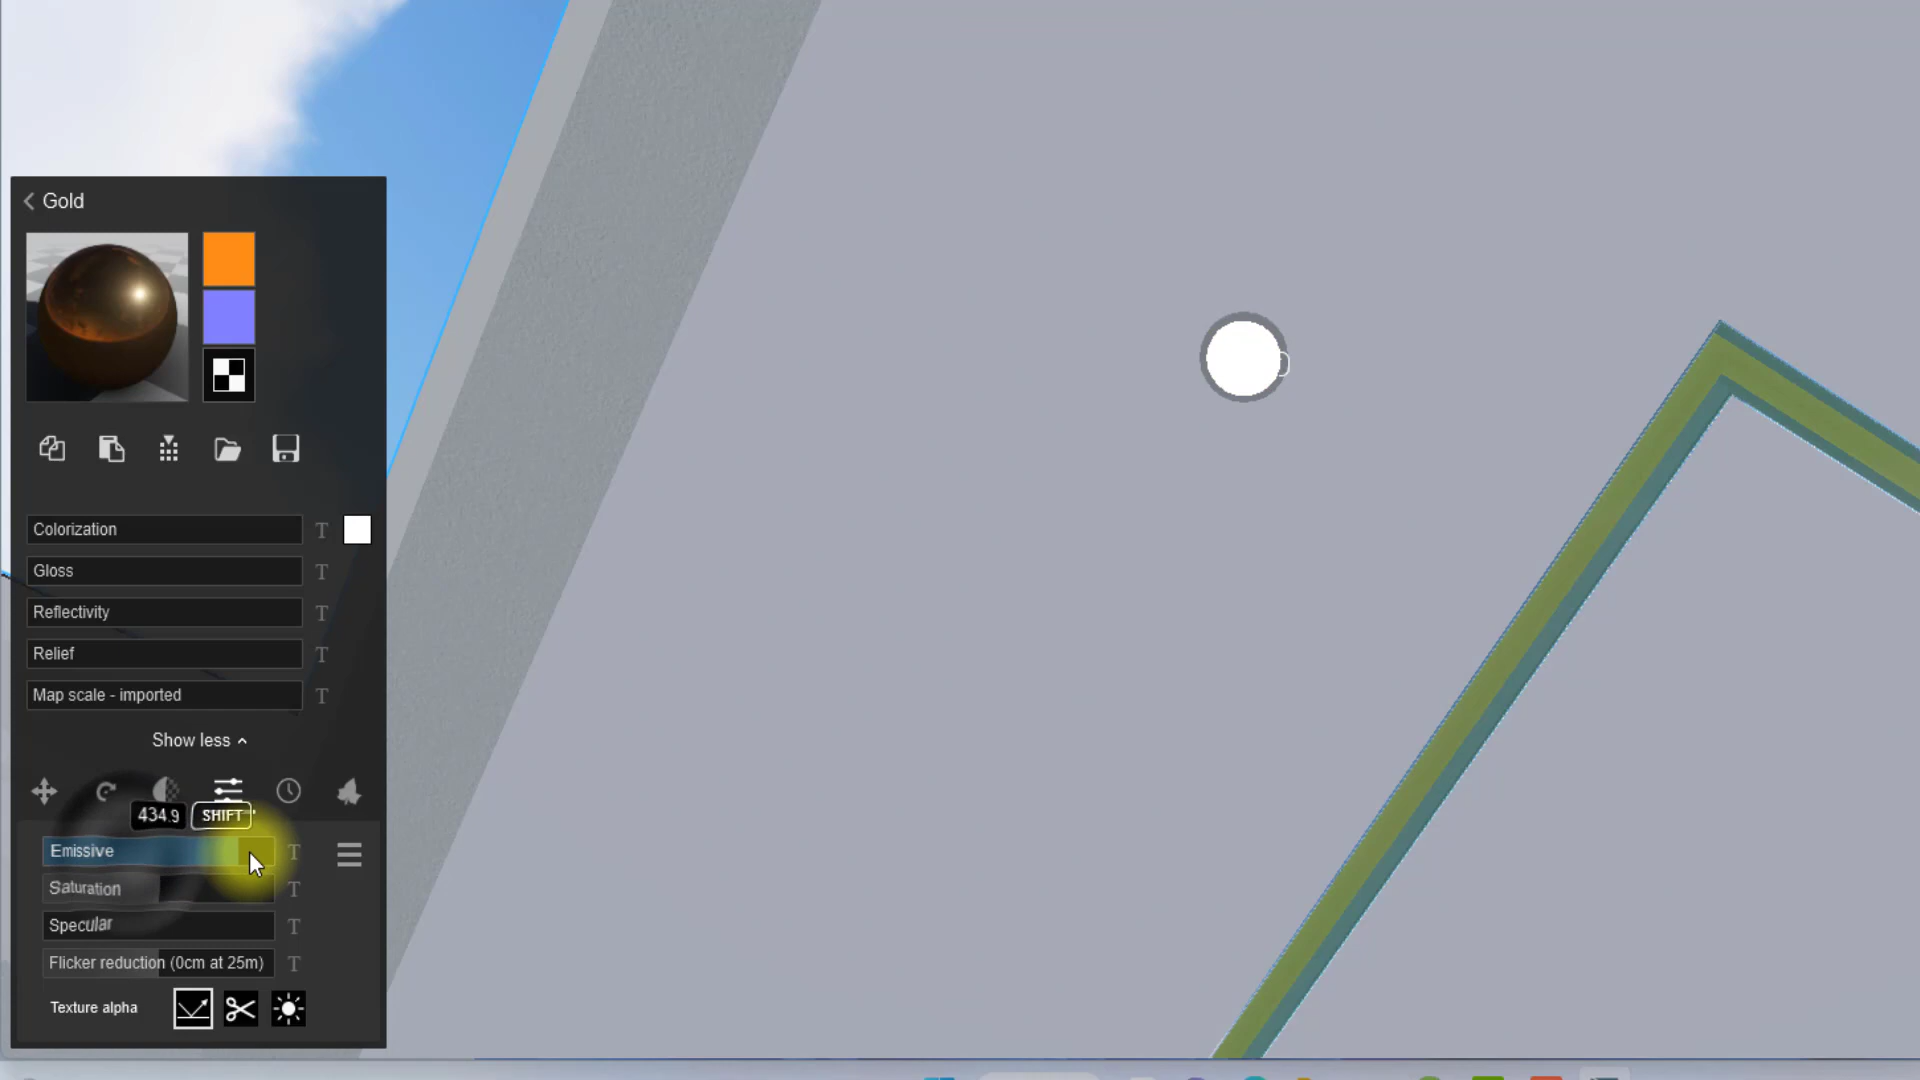 Gold
Colorization T
Gloss T
Reflectivity T
Relief T
Map scale - imported T
Show less
434.9 SHIFT
Emissive T
Saturation T
Specular T
Flicker reduction (0cm at 25m) T
Texture alpha